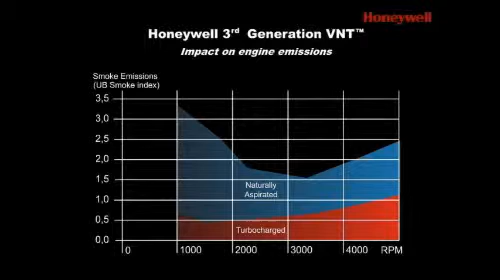 Honeywell
Honeywell 3rd Generation VNT™
Impact on engine emissions
Smoke Emissions
(UB Smoke index)
3,5
3,0
2,5
2,0
1,5
1,0
0,5
0,0
Naturally
Aspirated
Turbocharged
0 1000 2000 3000 4000 RPM